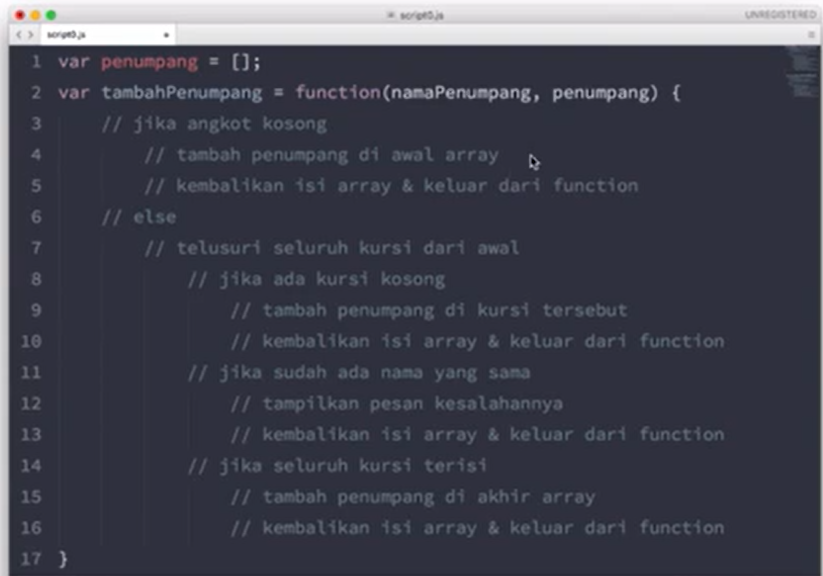 script0.js
UNREGISTERED
script0.js
1 var penumpang = [];
2 var tambahPenumpang = function(namaPenumpang, penumpang) {
3 // jika angkot kosong
4 // tambah penumpang di awal array
5 // kembalikan isi array & keluar dari function
6 // else
7 // telusuri seluruh kursi dari awal
8 // jika ada kursi kosong
9 // tambah penumpang di kursi tersebut
10 // kembalikan isi array & keluar dari function
11 // jika sudah ada nama yang sama
12 // tampilkan pesan kesalahannya
13 // kembalikan isi array & keluar dari function
14 // jika seluruh kursi terisi
15 // tambah penumpang di akhir array
16 // kembalikan isi array & keluar dari function
17 }